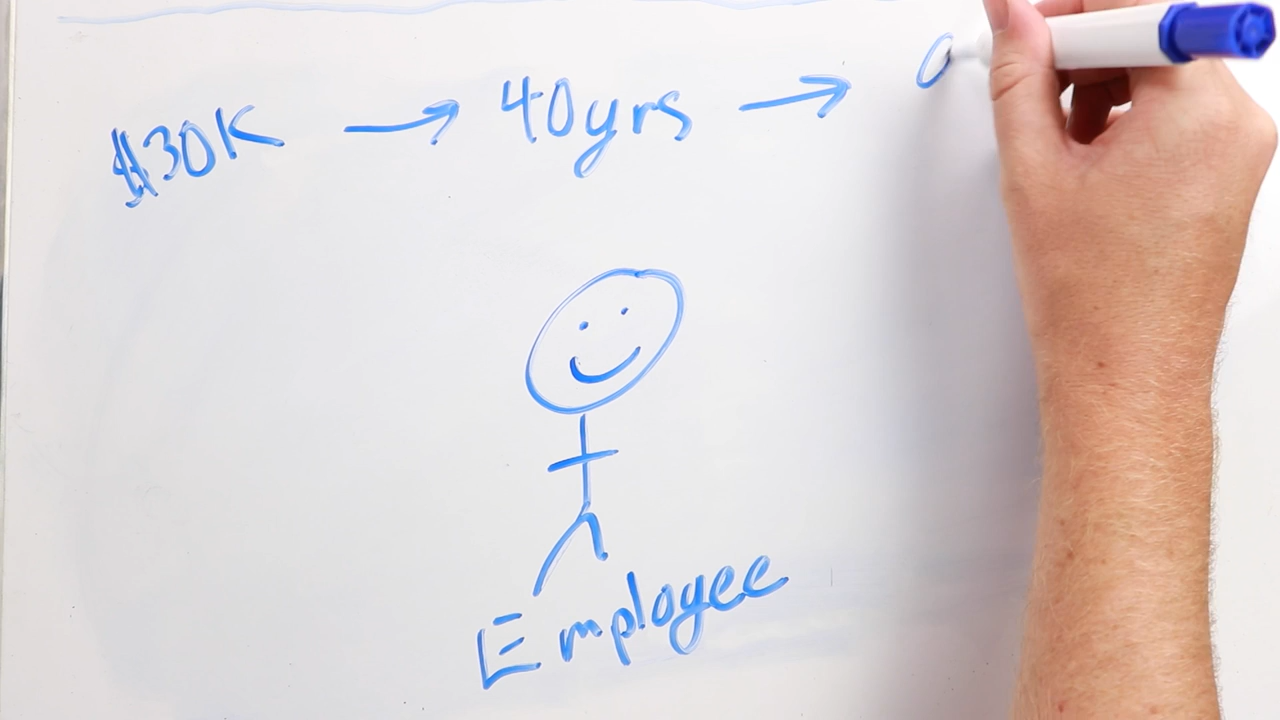 $30K → 40yrs →
Employee